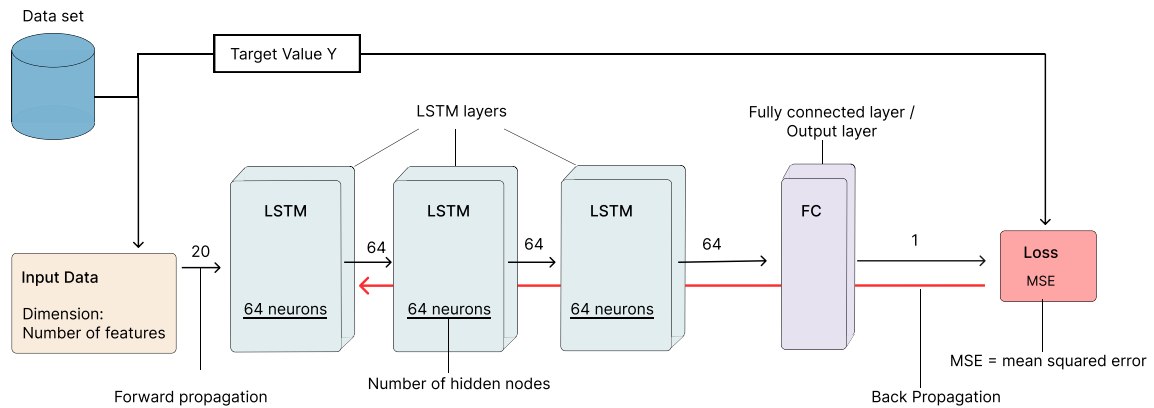 Data set
Target Value Y
LSTM layers
Fully connected layer /
Output layer
LSTM
LSTM
LSTM
FC
20
64
64
64
1
Input Data
Dimension:
Number of features
64 neurons
64 neurons
64 neurons
Loss
MSE
MSE = mean squared error
Number of hidden nodes
Forward propagation
Back Propagation